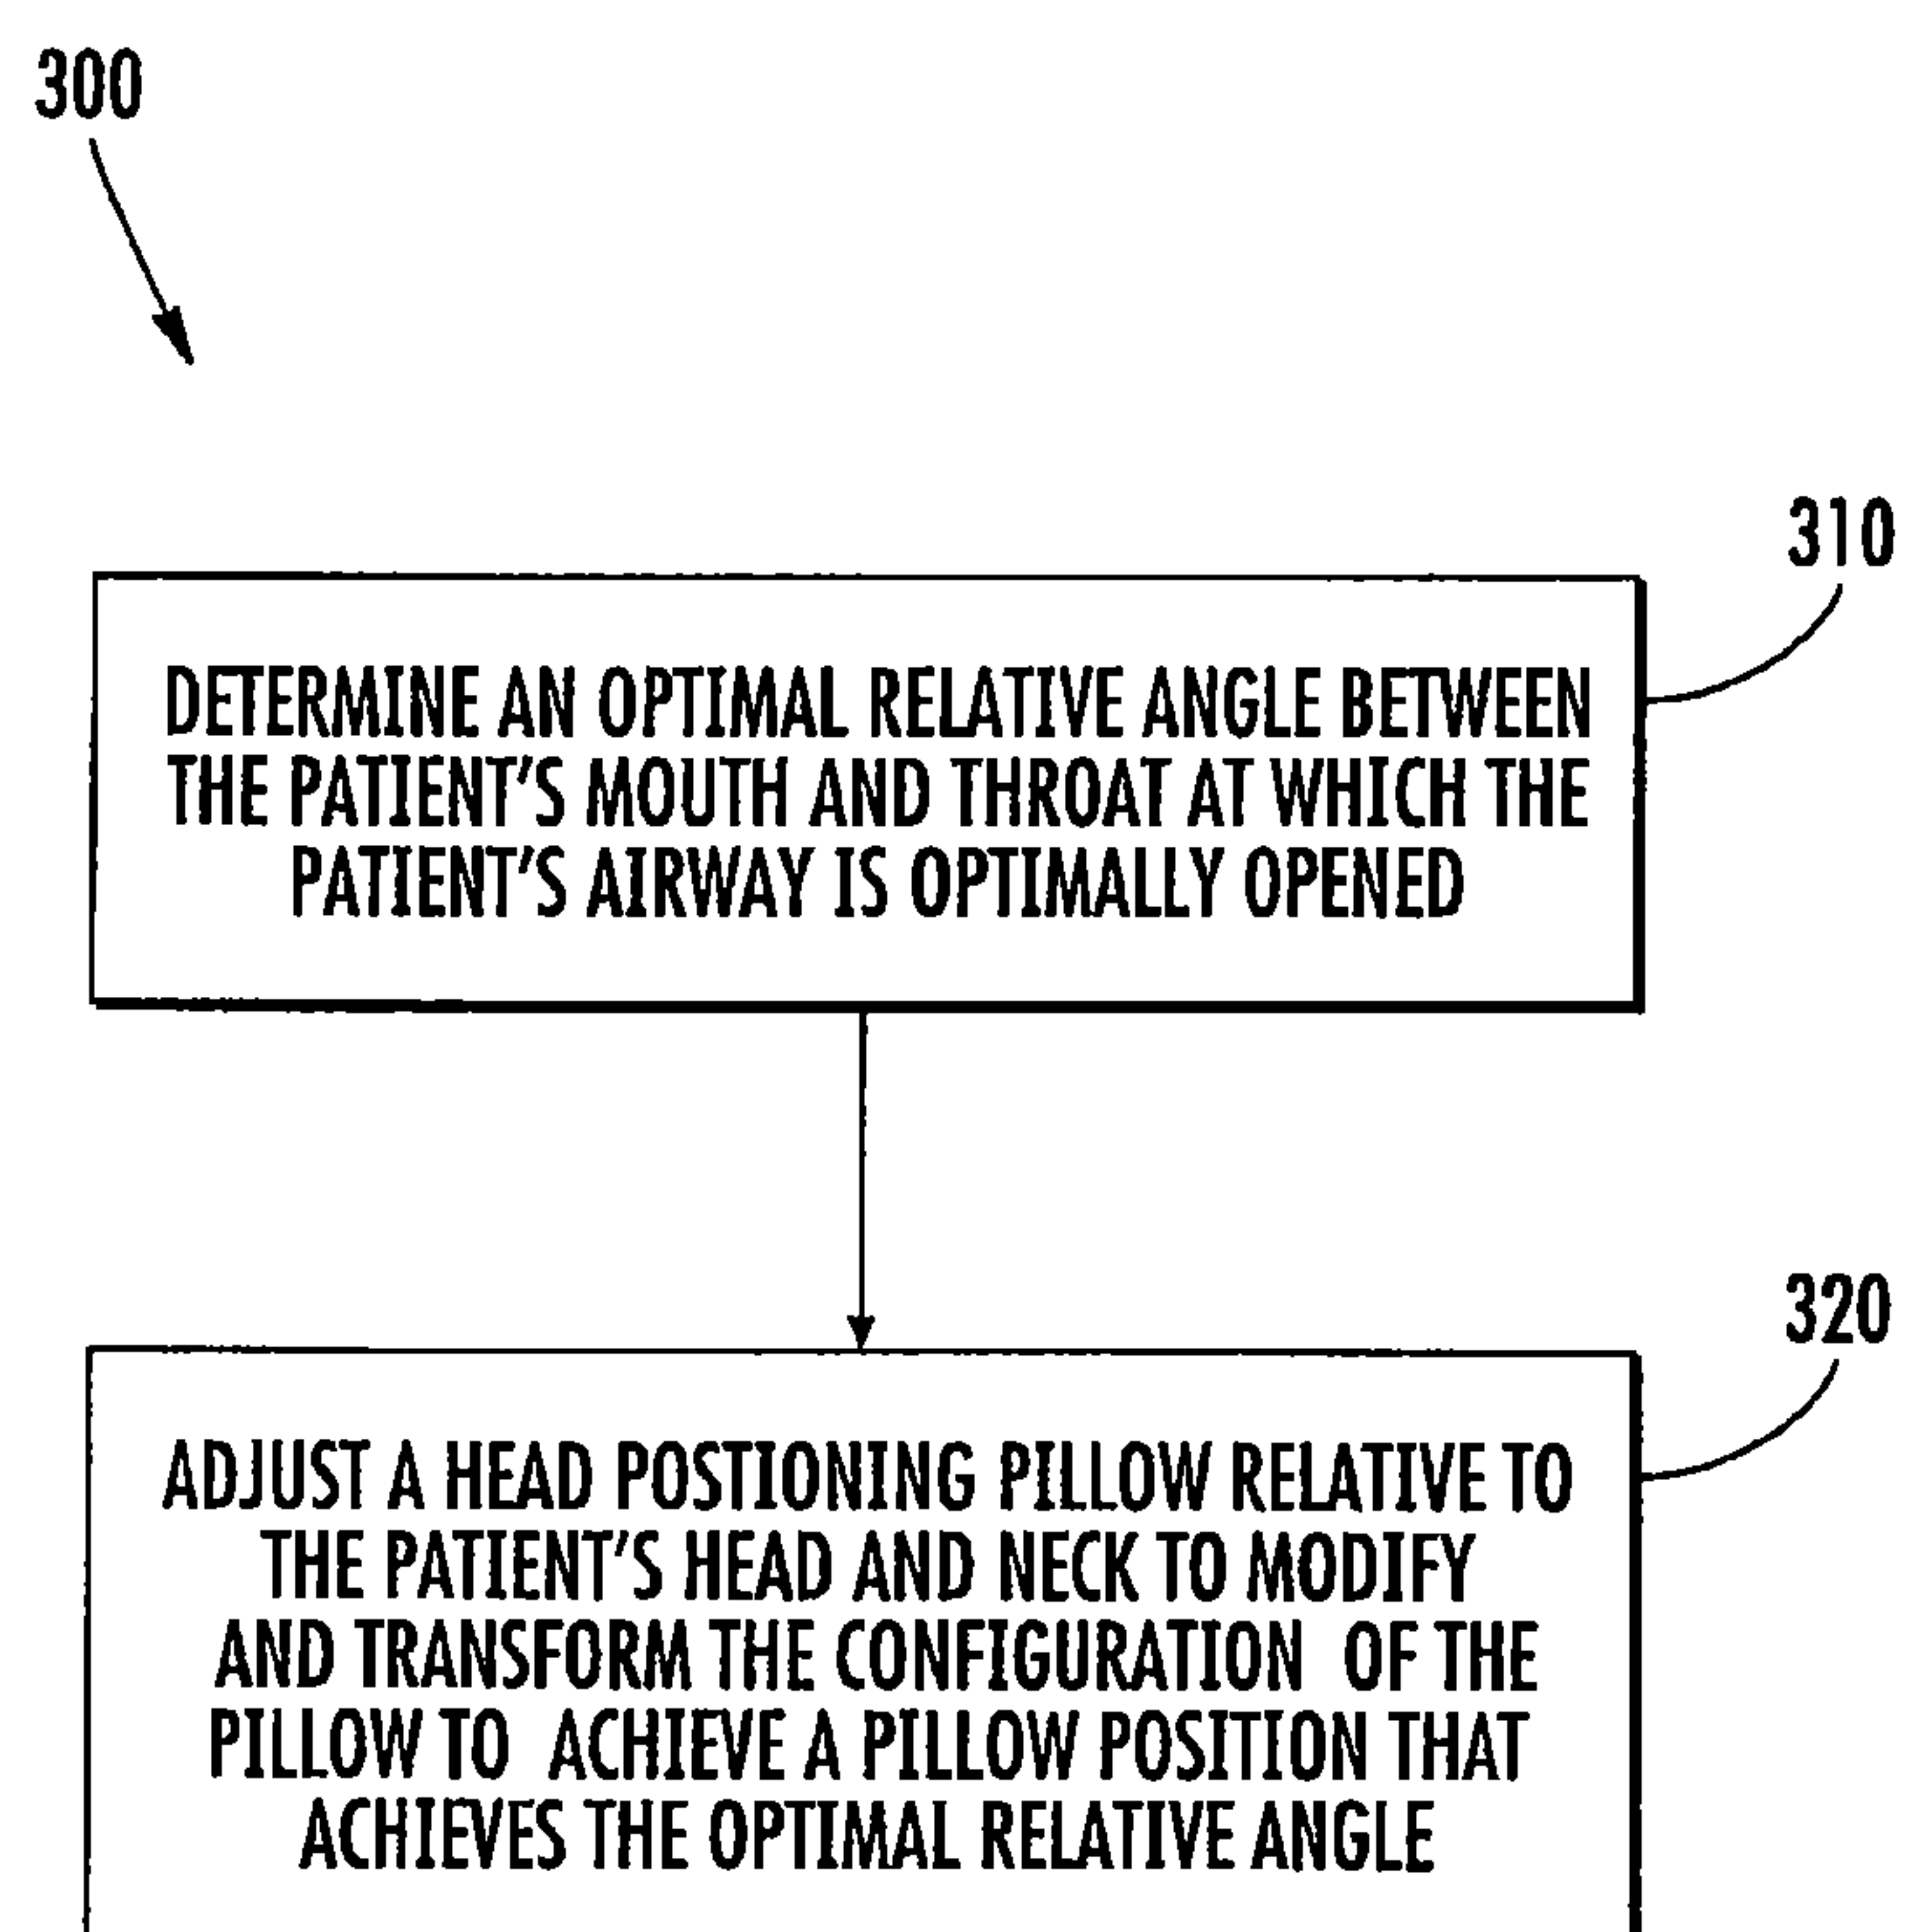 300
310
DETERMINE AN OPTIMAL RELATIVE ANGLE BETWEEN
THE PATIENT'S MOUTH AND THROAT AT WHICH THE
PATIENT'S AIRWAY IS OPTIMALLY OPENED
320
ADJUST A HEAD POSTIONING PILLOW RELATIVE TO
THE PATIENT'S HEAD AND NECK TO MODIFY
AND TRANSFORM THE CONFIGURATION OF THE
PILLOW TO ACHIEVE A PILLOW POSITION THAT
ACHIEVES THE OPTIMAL RELATIVE ANGLE